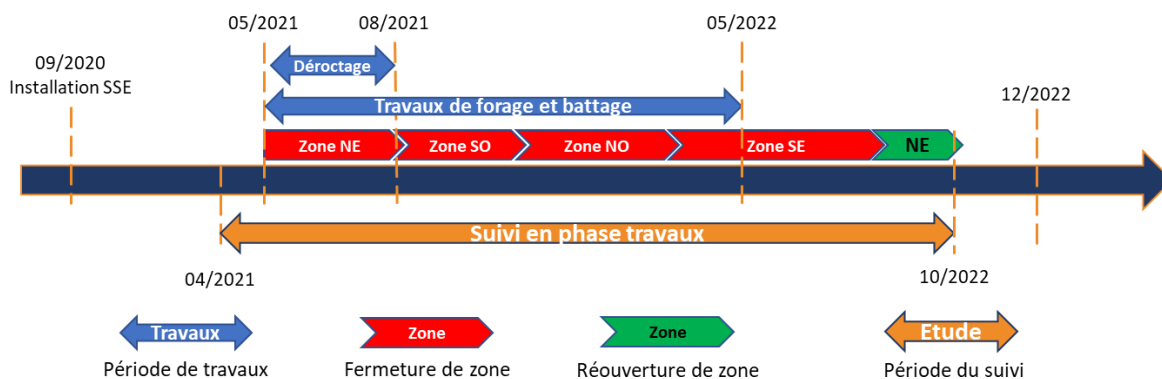 05/2021
08/2021
05/2022
09/2020
Installation SSE
Déroctage
12/2022
Travaux de forage et battage
Zone NE
Zone SO
Zone NO
Zone SE
NE
Suivi en phase travaux
04/2021
10/2022
Travaux
Zone
Zone
Etude
Période de travaux
Fermeture de zone
Réouverture de zone
Période du suivi